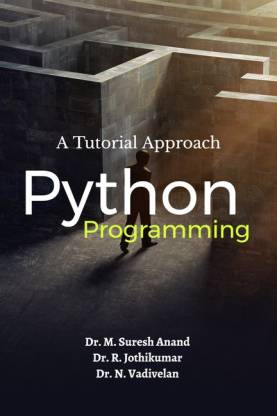 A Tutorial Approach
Python
Programming
Dr. M. Suresh Anand
Dr. R. Jothikumar
Dr. N. Vadivelan